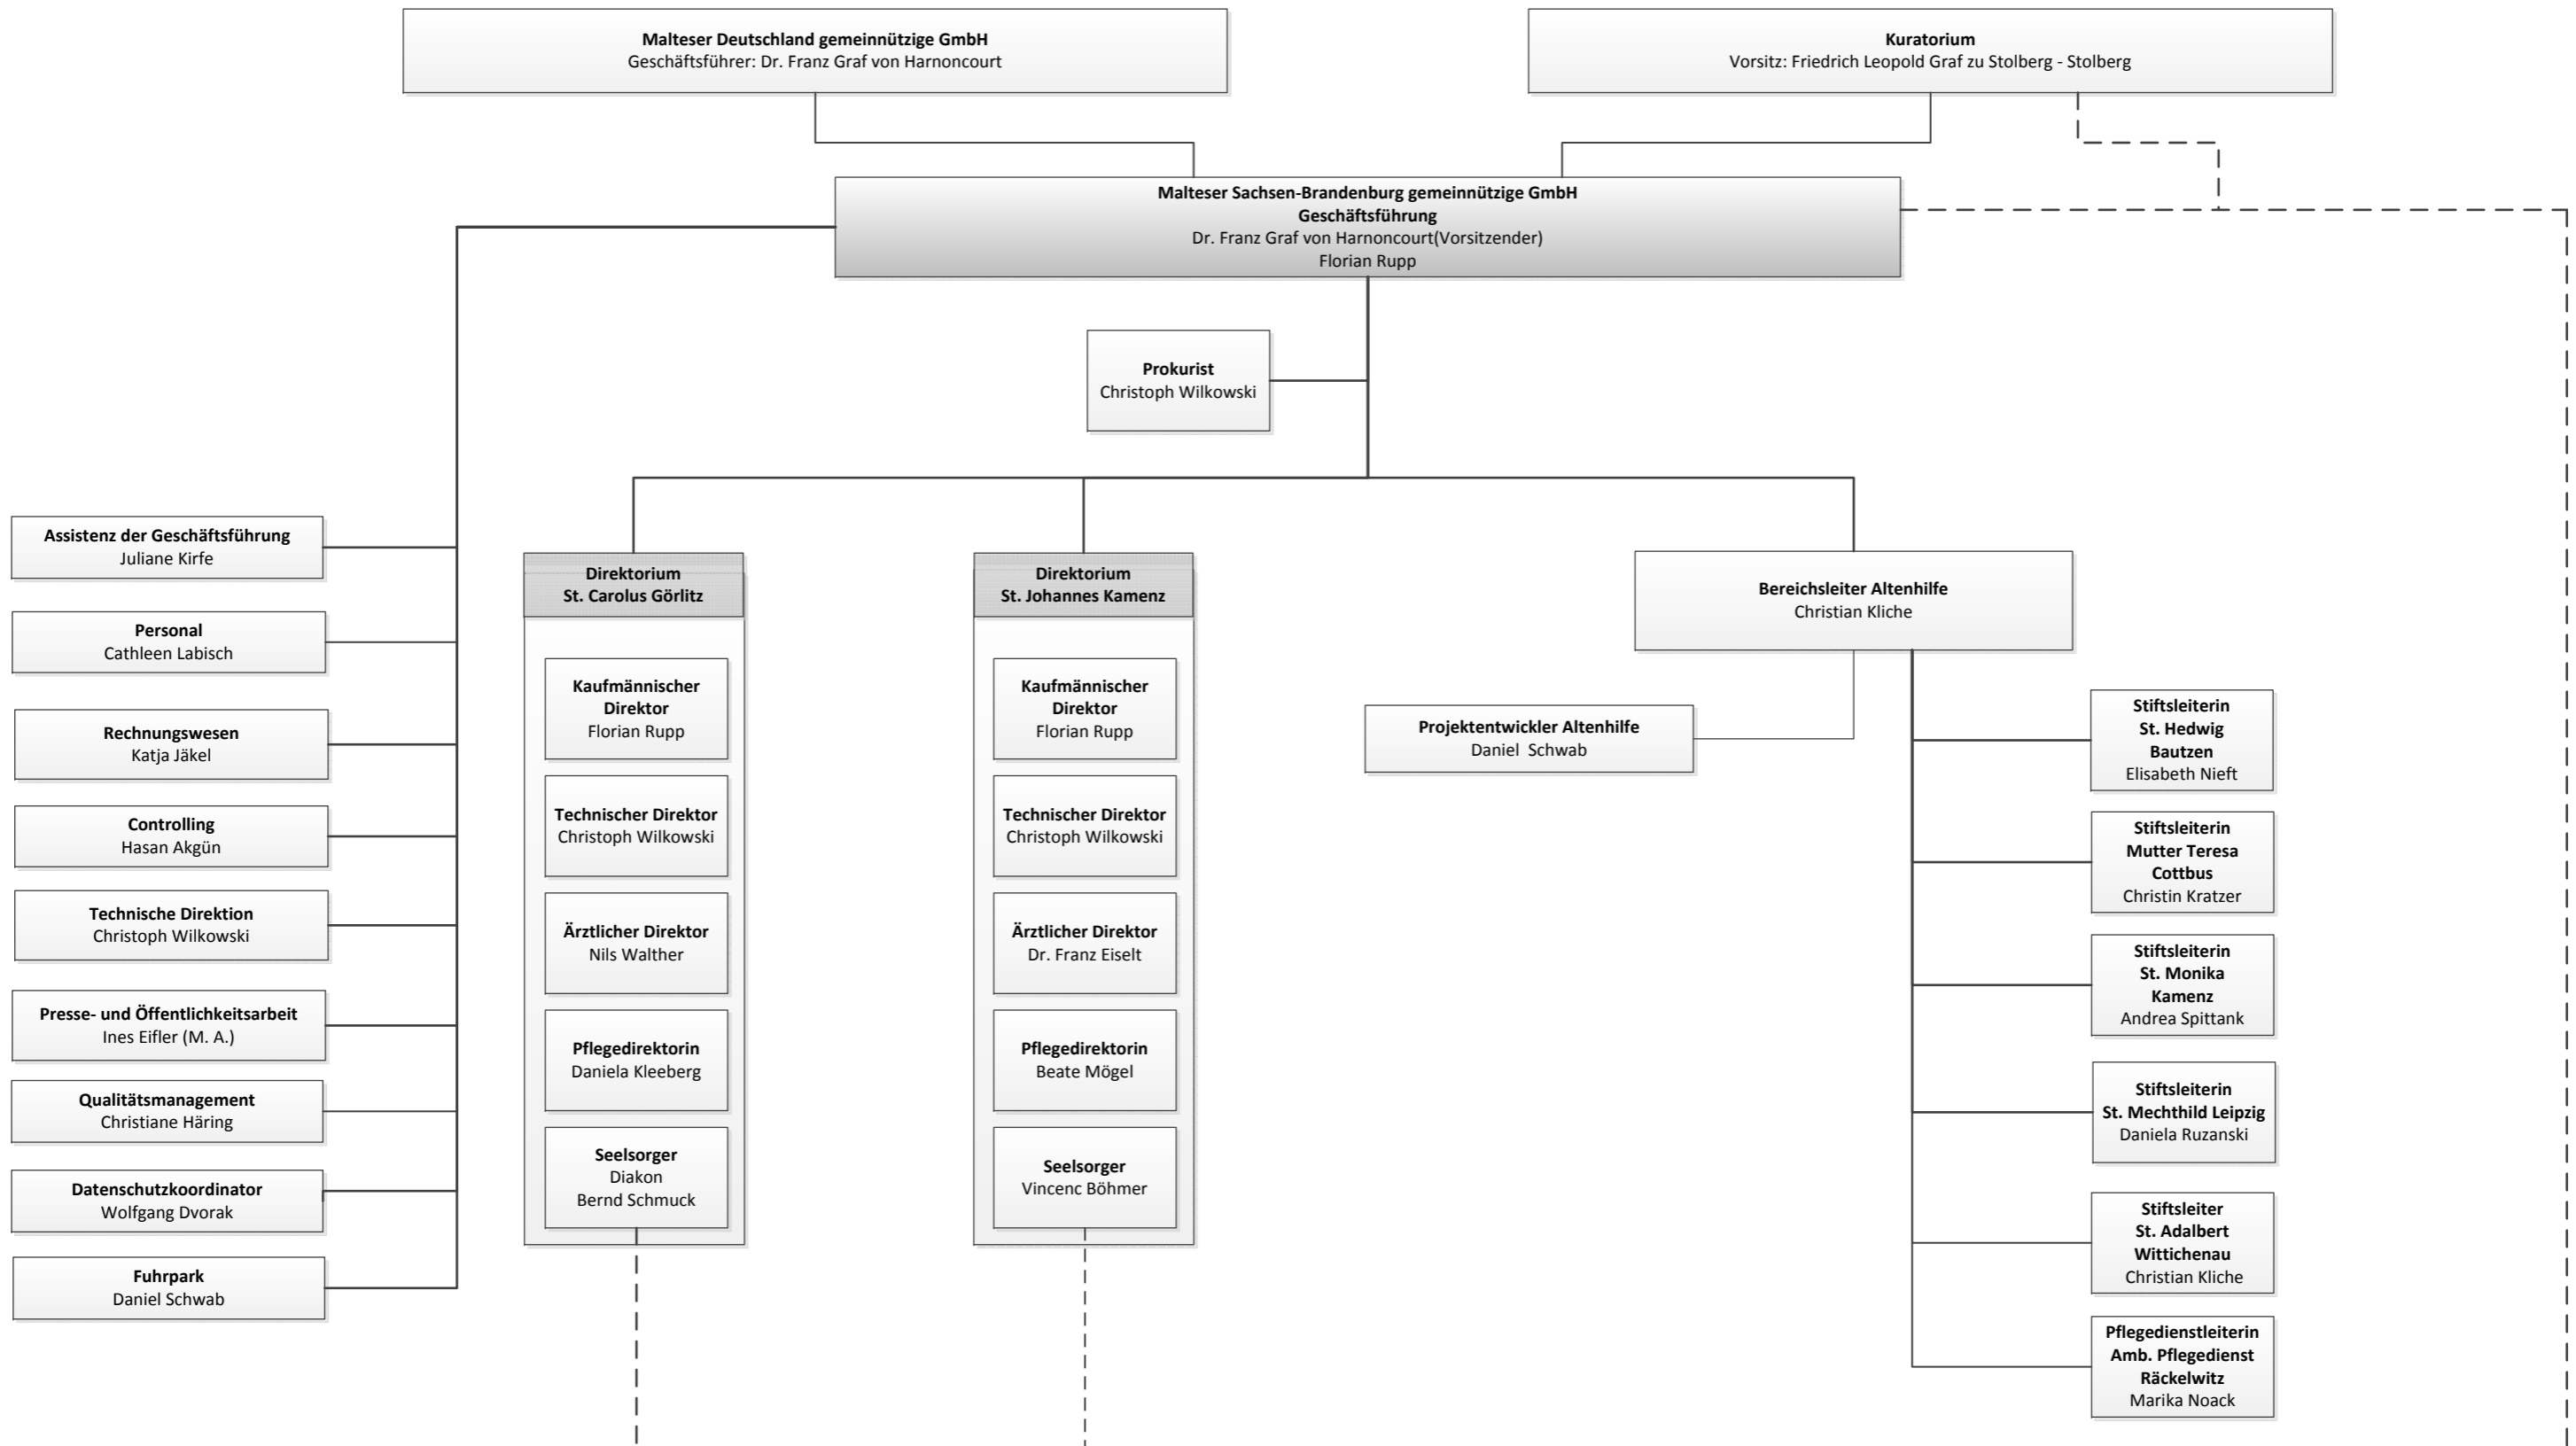 Malteser Deutschland gemeinnützige GmbH
Geschäftsführer: Dr. Franz Graf von Harnoncourt
Kuratorium
Vorsitz: Friedrich Leopold Graf zu Stolberg - Stolberg
Malteser Sachsen-Brandenburg gemeinnützige GmbH
Geschäftsführung
Dr. Franz Graf von Harnoncourt(Vorsitzender)
Florian Rupp
Prokurist
Christoph Wilkowski
Assistenz der Geschäftsführung
Juliane Kirfe
Personal
Cathleen Labisch
Rechnungswesen
Katja Jäkel
Controlling
Hasan Akgün
Technische Direktion
Christoph Wilkowski
Presse- und Öffentlichkeitsarbeit
Ines Eifler (M. A.)
Qualitätsmanagement
Christiane Häring
Datenschutzkoordinator
Wolfgang Dvorak
Fuhrpark
Daniel Schwab
Direktorium
St. Carolus Görlitz
Kaufmännischer
Direktor
Florian Rupp
Technischer Direktor
Christoph Wilkowski
Ärztlicher Direktor
Nils Walther
Pflegedirektorin
Daniela Kleeberg
Seelsorger
Diakon
Bernd Schmuck
Direktorium
St. Johannes Kamenz
Kaufmännischer
Direktor
Florian Rupp
Technischer Direktor
Christoph Wilkowski
Ärztlicher Direktor
Dr. Franz Eiselt
Pflegedirektorin
Beate Mögel
Seelsorger
Vincenc Böhmer
Bereichsleiter Altenhilfe
Christian Kliche
Projektentwickler Altenhilfe
Daniel  Schwab
Stiftsleiterin
St. Hedwig
Bautzen
Elisabeth Nieft
Stiftsleiterin
Mutter Teresa
Cottbus
Christin Kratzer
Stiftsleiterin
St. Monika
Kamenz
Andrea Spittank
Stiftsleiterin
St. Mechthild Leipzig
Daniela Ruzanski
Stiftsleiter
St. Adalbert
Wittichenau
Christian Kliche
Pflegedienstleiterin
Amb. Pflegedienst
Räckelwitz
Marika Noack